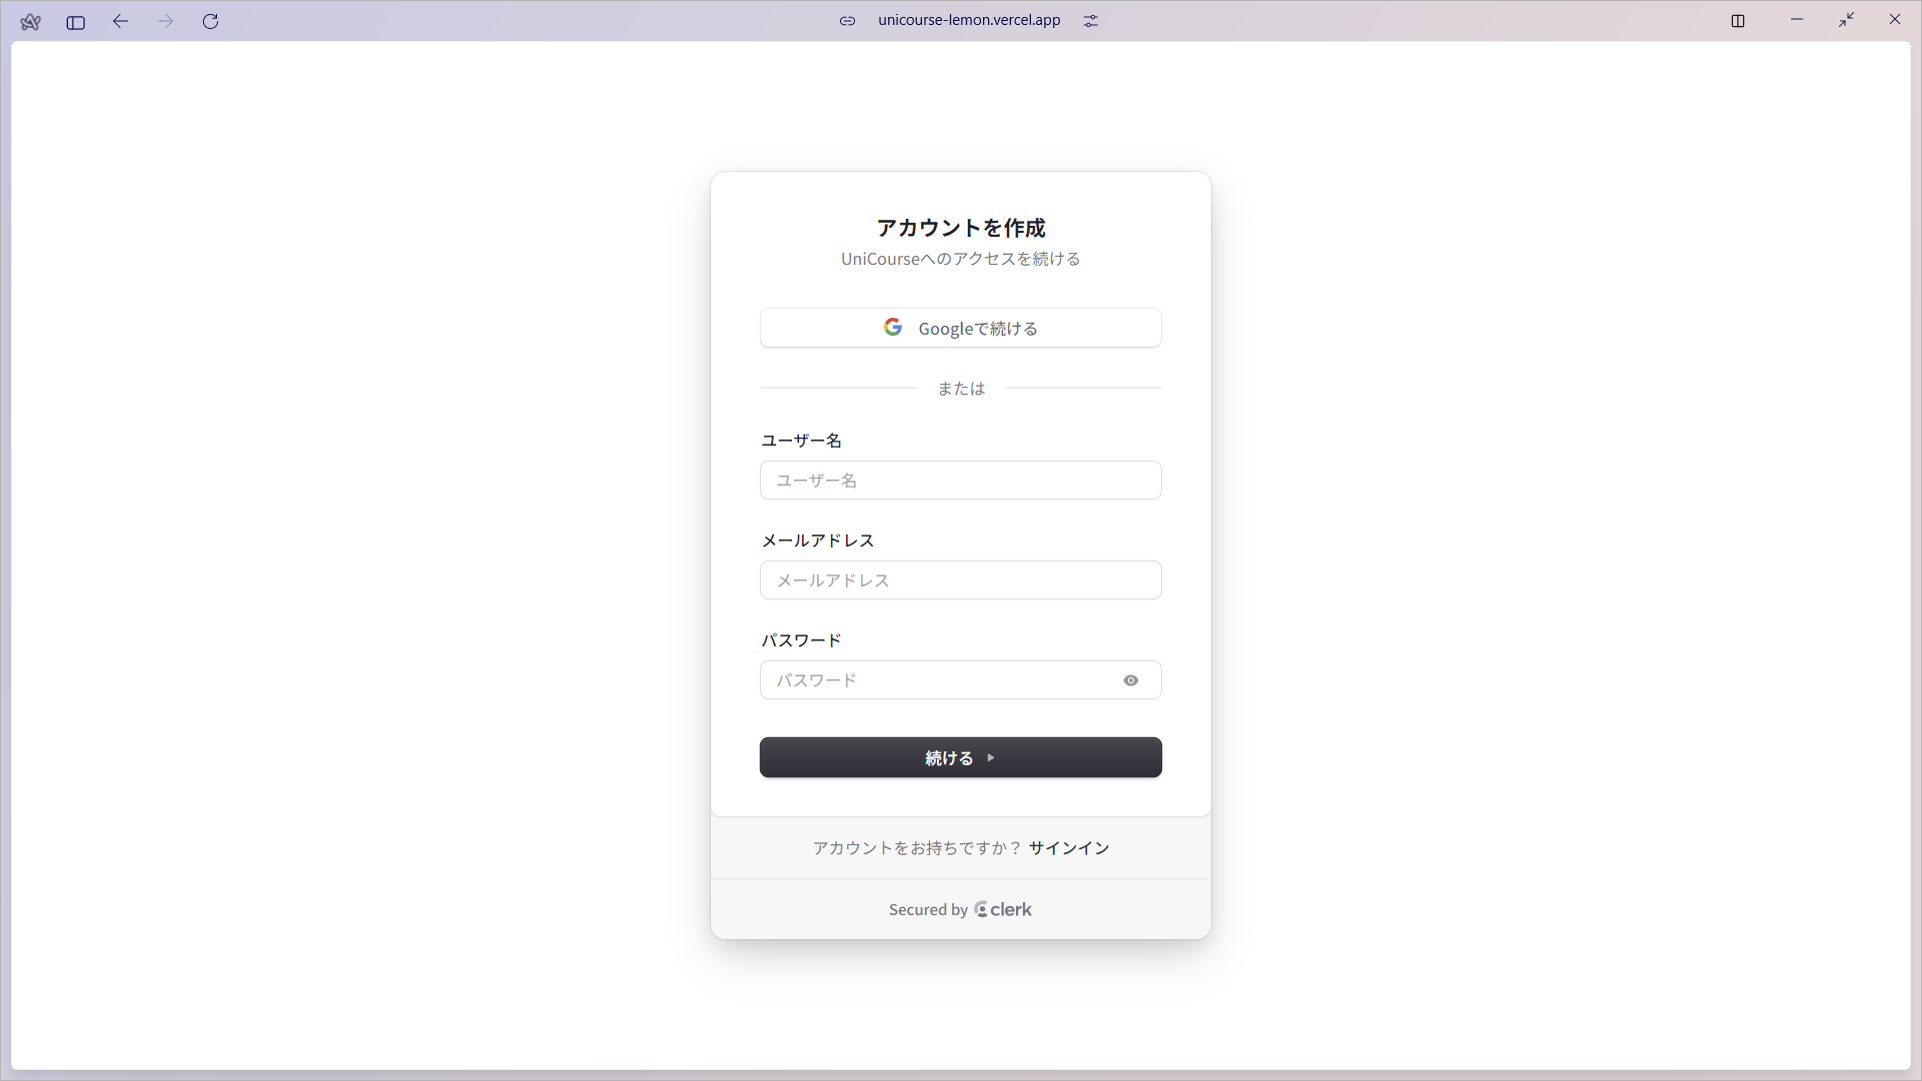 unicourse-lemon.vercel.app
アカウントを作成
UniCourseへのアクセスを続ける
Googleで続ける
または
ユーザー名
ユーザー名
メールアドレス
メールアドレス
パスワード
パスワード
続ける
アカウントをお持ちですか？ サインイン
Secured by clerk